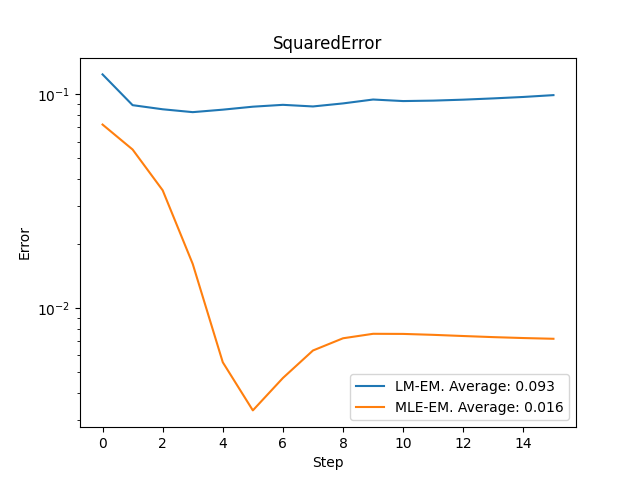 SquaredError
10⁻¹
10⁻²
Error
0 2 4 6 8 10 12 14
Step
LM-EM. Average: 0.093
MLE-EM. Average: 0.016